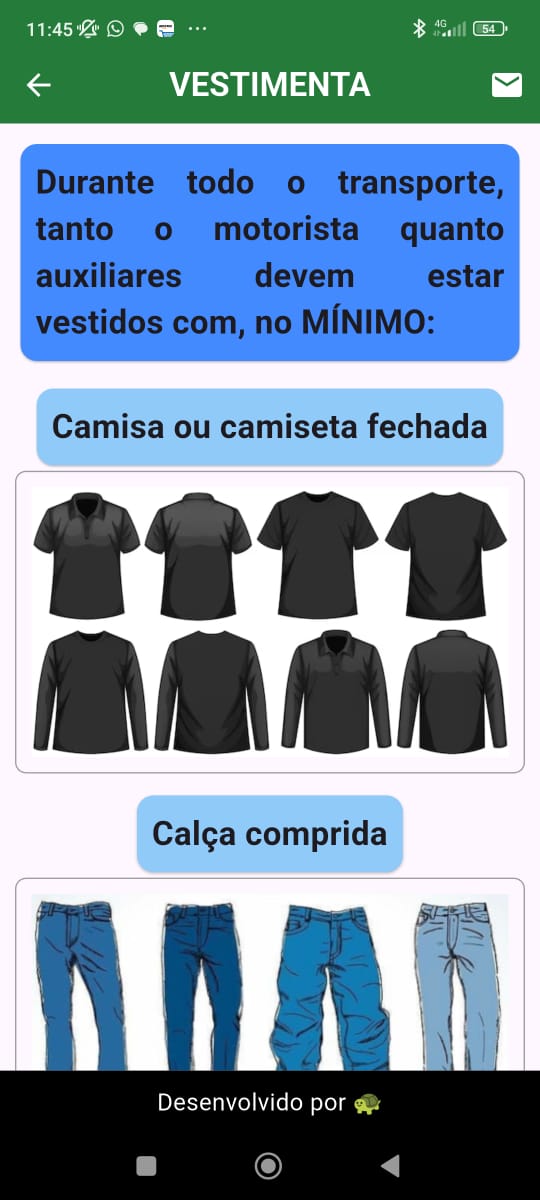 11:45
4G
54
VESTIMENTA
Durante todo o transporte,
tanto o motorista quanto
auxiliares devem estar
vestidos com, no MÍNIMO:
Camisa ou camiseta fechada
Calça comprida
Desenvolvido por